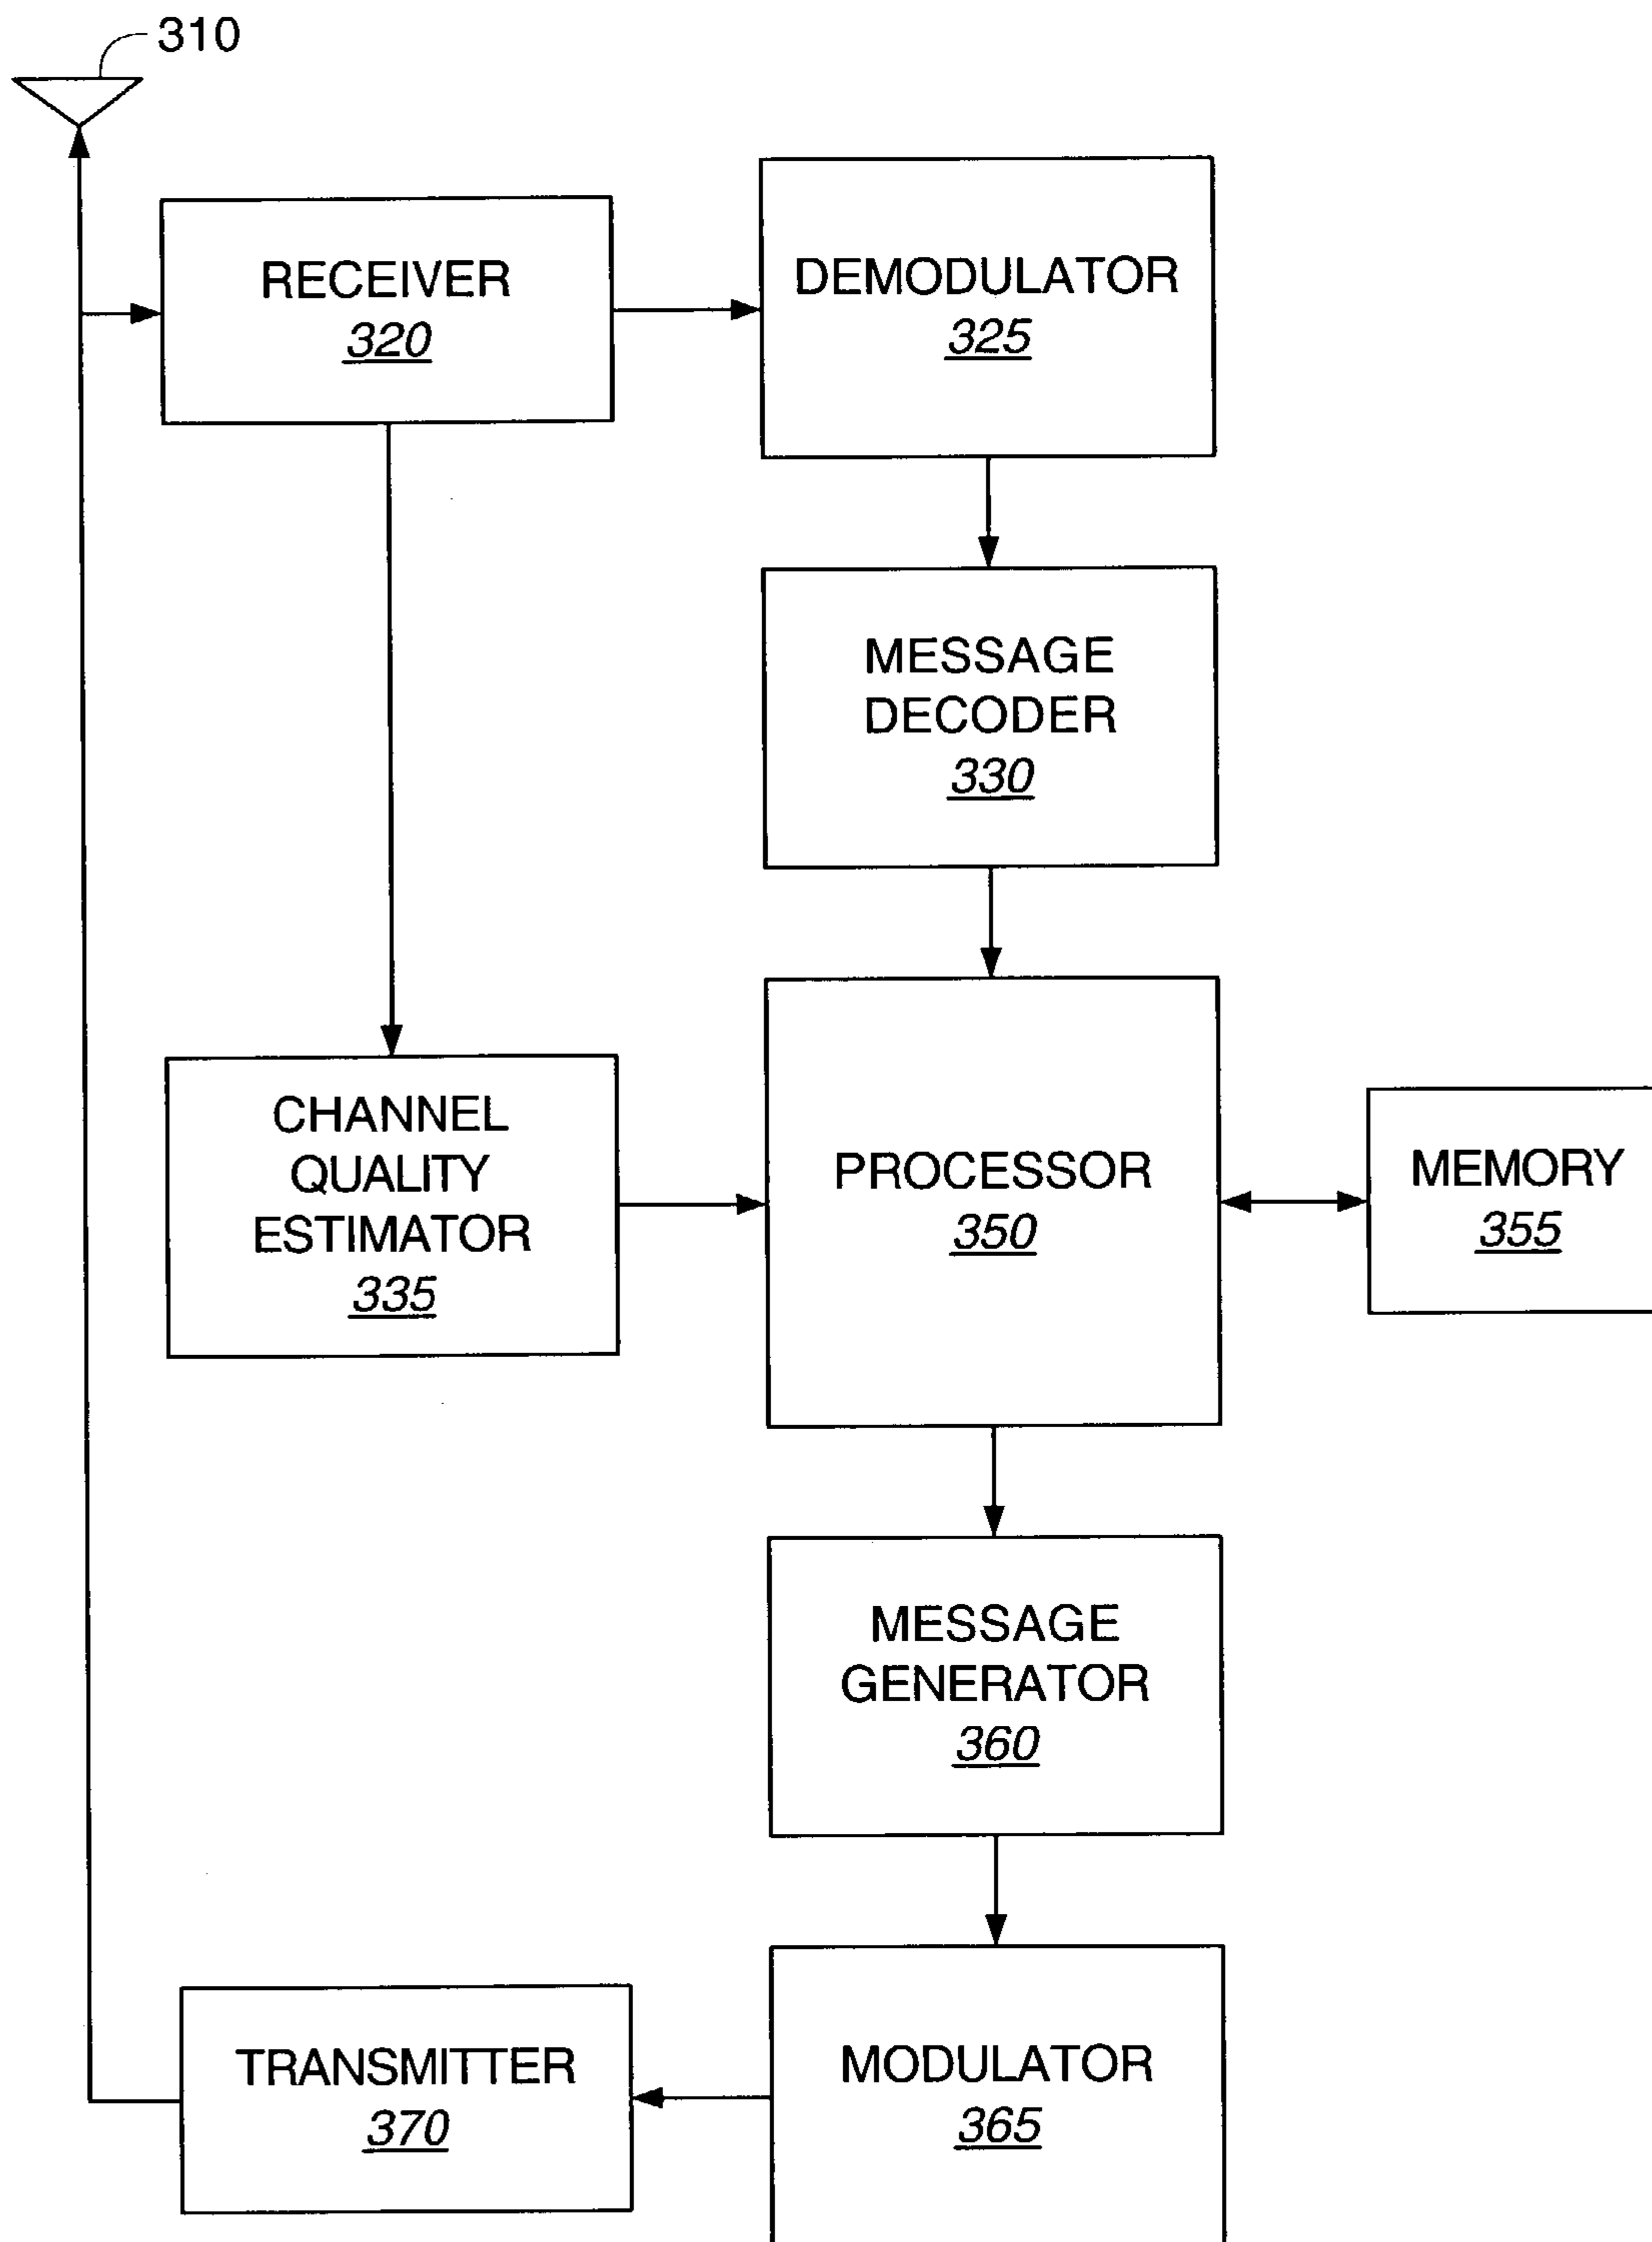 310
RECEIVER
320
DEMODULATOR
325
MESSAGE
DECODER
330
CHANNEL
QUALITY
ESTIMATOR
335
PROCESSOR
350
MEMORY
355
MESSAGE
GENERATOR
360
TRANSMITTER
370
MODULATOR
365